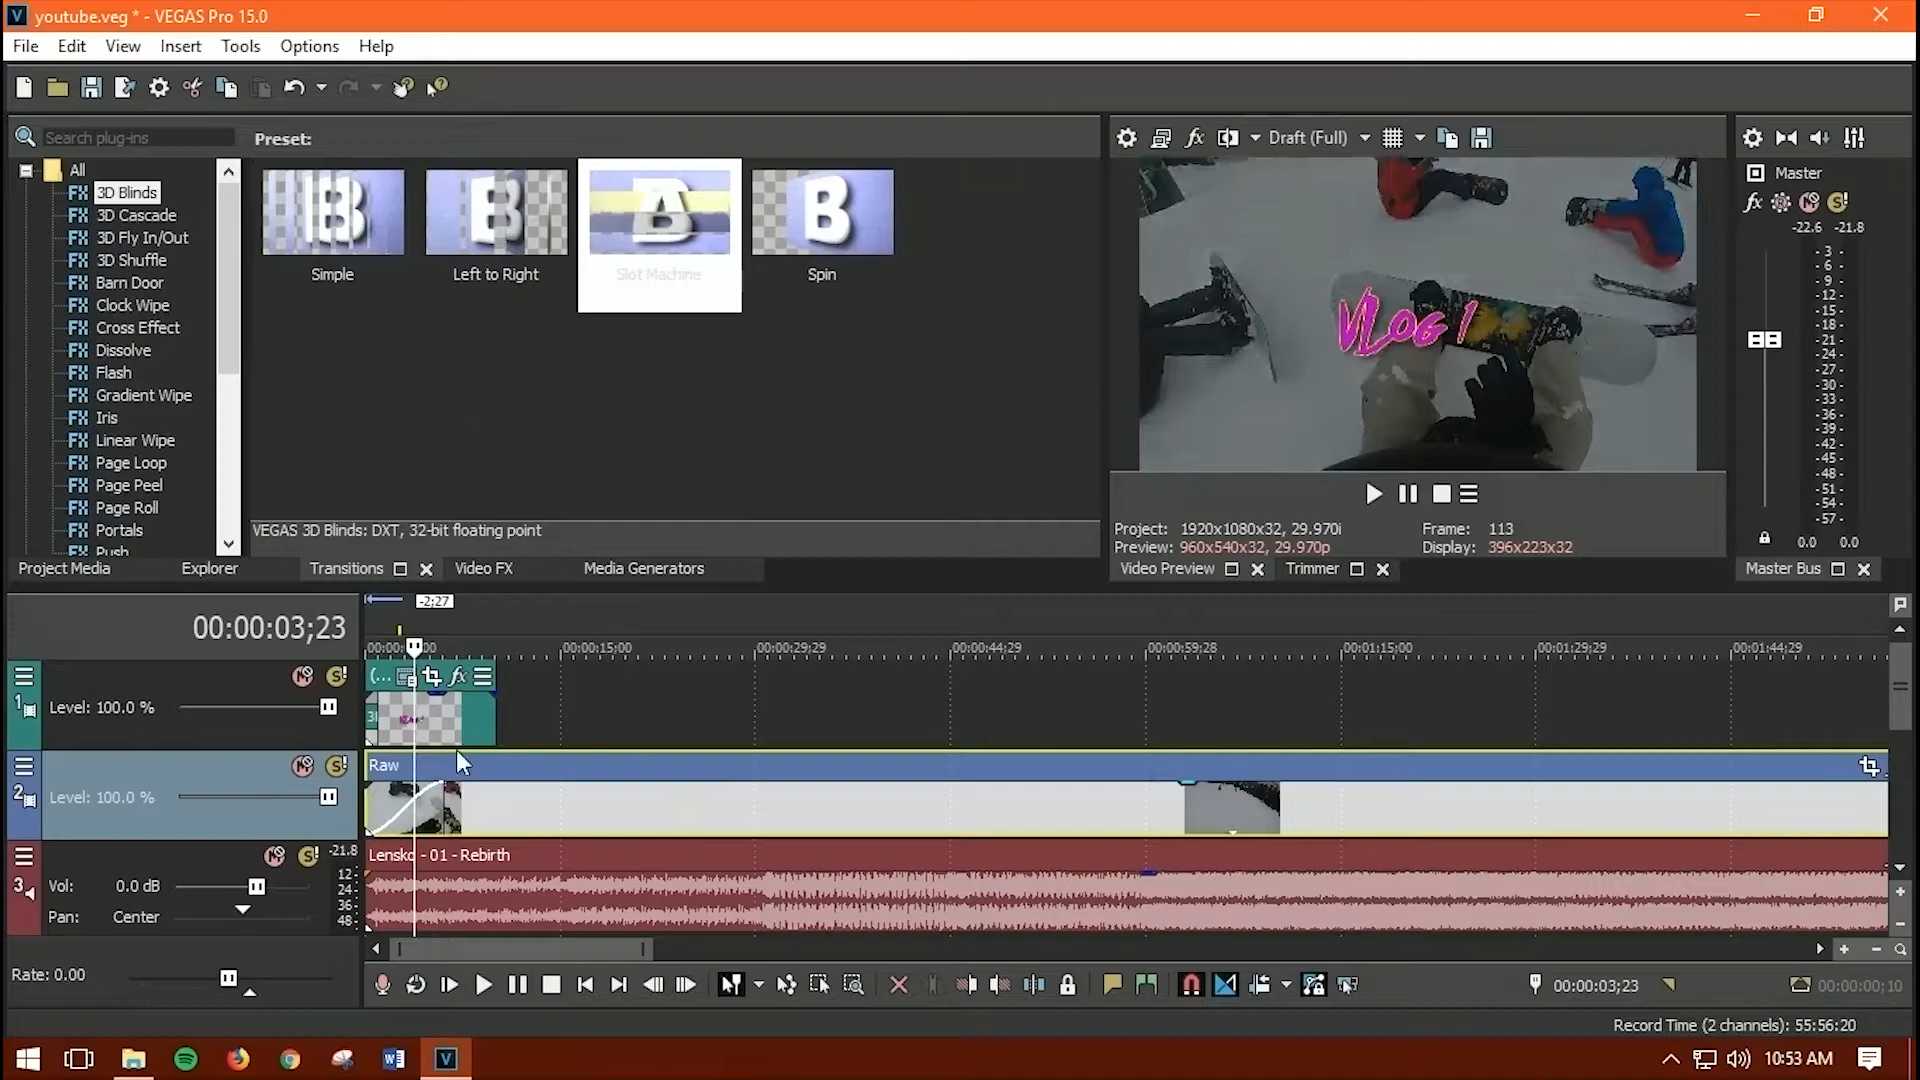 youtube.veg * - VEGAS Pro 15.0
File Edit View Insert Tools Options Help
Search plug-ins
Preset:
All
3D Blinds
3D Cascade
3D Fly In/Out
3D Shuffle
Barn Door
Clock Wipe
Cross Effect
Dissolve
Flash
Gradient Wipe
Iris
Linear Wipe
Page Loop
Page Peel
Page Roll
Portals
Push
Simple
Left to Right
Slot Machine
Spin
VEGAS 3D Blinds: DXT, 32-bit floating point
Project Media Explorer Transitions Video FX Media Generators
Draft (Full)
VLOG 1
Project: 1920x1080x32, 29.970i Frame: 113
Preview: 960x540x32, 29.970p Display: 396x223x32
Video Preview Trimmer
Master
-22.6 -21.8
-3-
-6-
-9-
-12-
-15-
-18-
-21-
-24-
-27-
-30-
-33-
-36-
-39-
-42-
-45-
-48-
-51-
-54-
-57-
0.0 0.0
Master Bus
-2;27
00:00:03;23
00:00:15;00 00:00:29;29 00:00:44;29 00:00:59;28 00:01:15;00 00:01:29;29 00:01:44;29
1 Level: 100.0 %
Raw
2 Level: 100.0 %
-21.8
Lensko - 01 - Rebirth
3 Vol: 0.0 dB
Pan: Center
12-
24-
36-
48-
Rate: 0.00
00:00:03;23
00:00:00;10
Record Time (2 channels): 55:56:20
10:53 AM